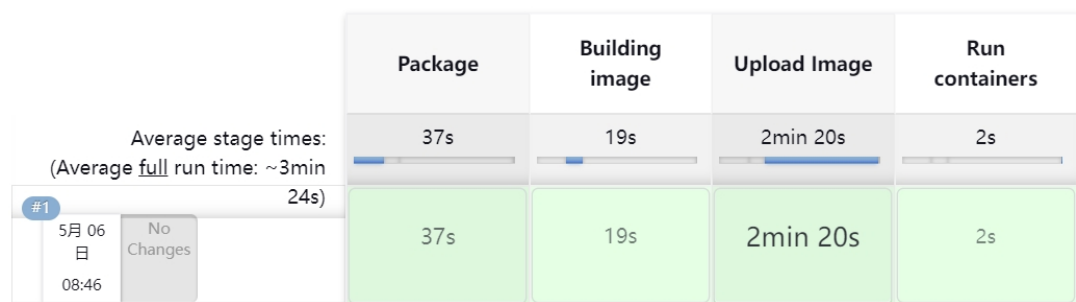 Package
Building
image
Upload Image
Run
containers
Average stage times:
(Average full run time: ~3min
24s)
37s
19s
2min 20s
2s
#1
5月 06
日
08:46
No
Changes
37s
19s
2min 20s
2s